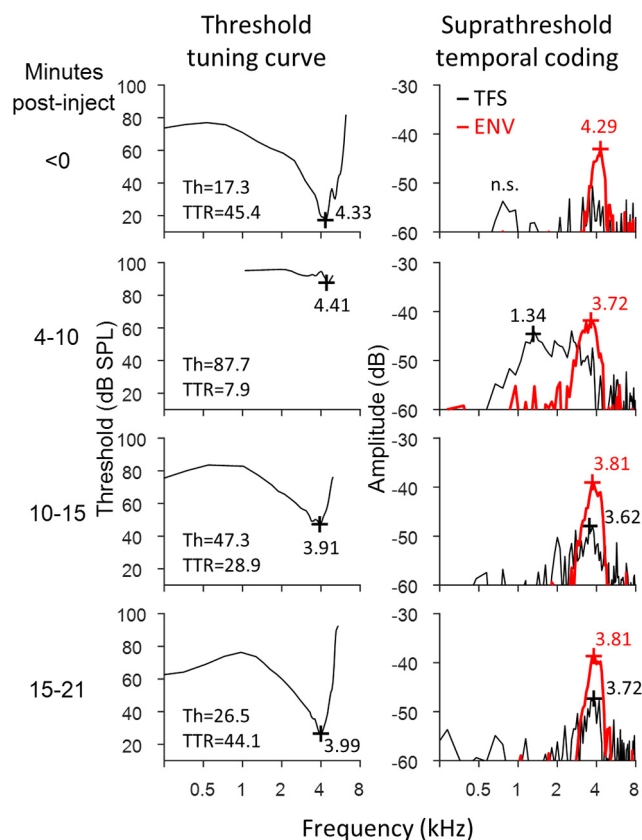 Threshold
tuning curve
Suprathreshold
temporal coding
Minutes
post-inject
<0
100
80
60
40
20
Th=17.3
TTR=45.4
4.33
-30
-40
-50
-60
TFS
ENV
4.29
n.s.
4-10
100
80
60
40
20
4.41
Th=87.7
TTR=7.9
-30
-40
-50
-60
1.34
3.72
10-15
100
80
60
40
20
Th=47.3
TTR=28.9
3.91
-30
-40
-50
-60
3.81
3.62
15-21
100
80
60
40
20
Th=26.5
TTR=44.1
3.99
-30
-40
-50
-60
3.81
3.72
Threshold (dB SPL)
Amplitude (dB)
0.5 1 2 4 8
0.5 1 2 4 8
Frequency (kHz)